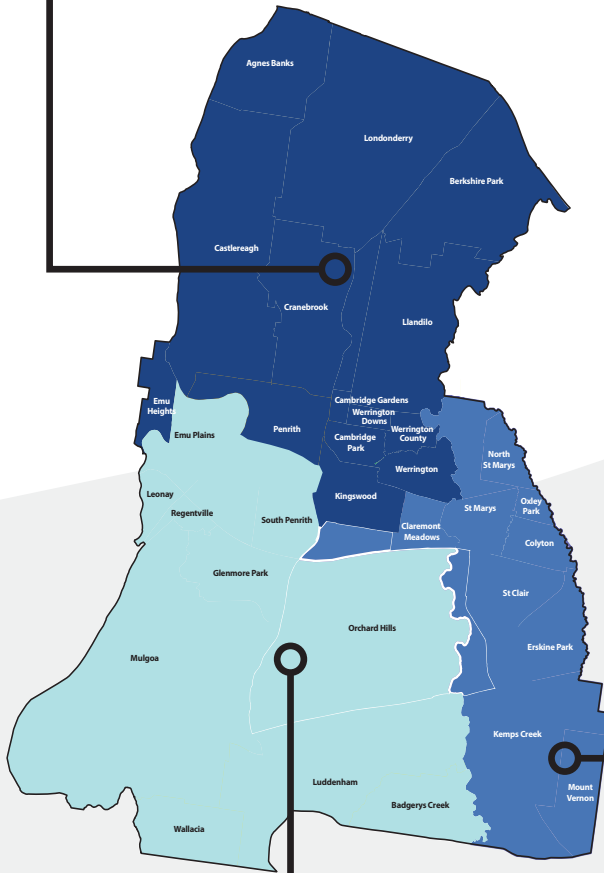 Agnes Banks
Londonderry
Berkshire Park
Castlereagh
Cranebrook
Llandilo
Emu
Heights
Cambridge Gardens
Werrington
Downs
Werrington
County
Cambridge
Park
Penrith
Emu Plains
Werrington
North
St Marys
Kingswood
Leonay
Regentville
South Penrith
Claremont
Meadows
St Marys
Oxley
Park
Colyton
Glenmore Park
St Clair
Orchard Hills
Erskine Park
Mulgoa
Kemps Creek
Mount
Vernon
Luddenham
Badgerys Creek
Wallacia